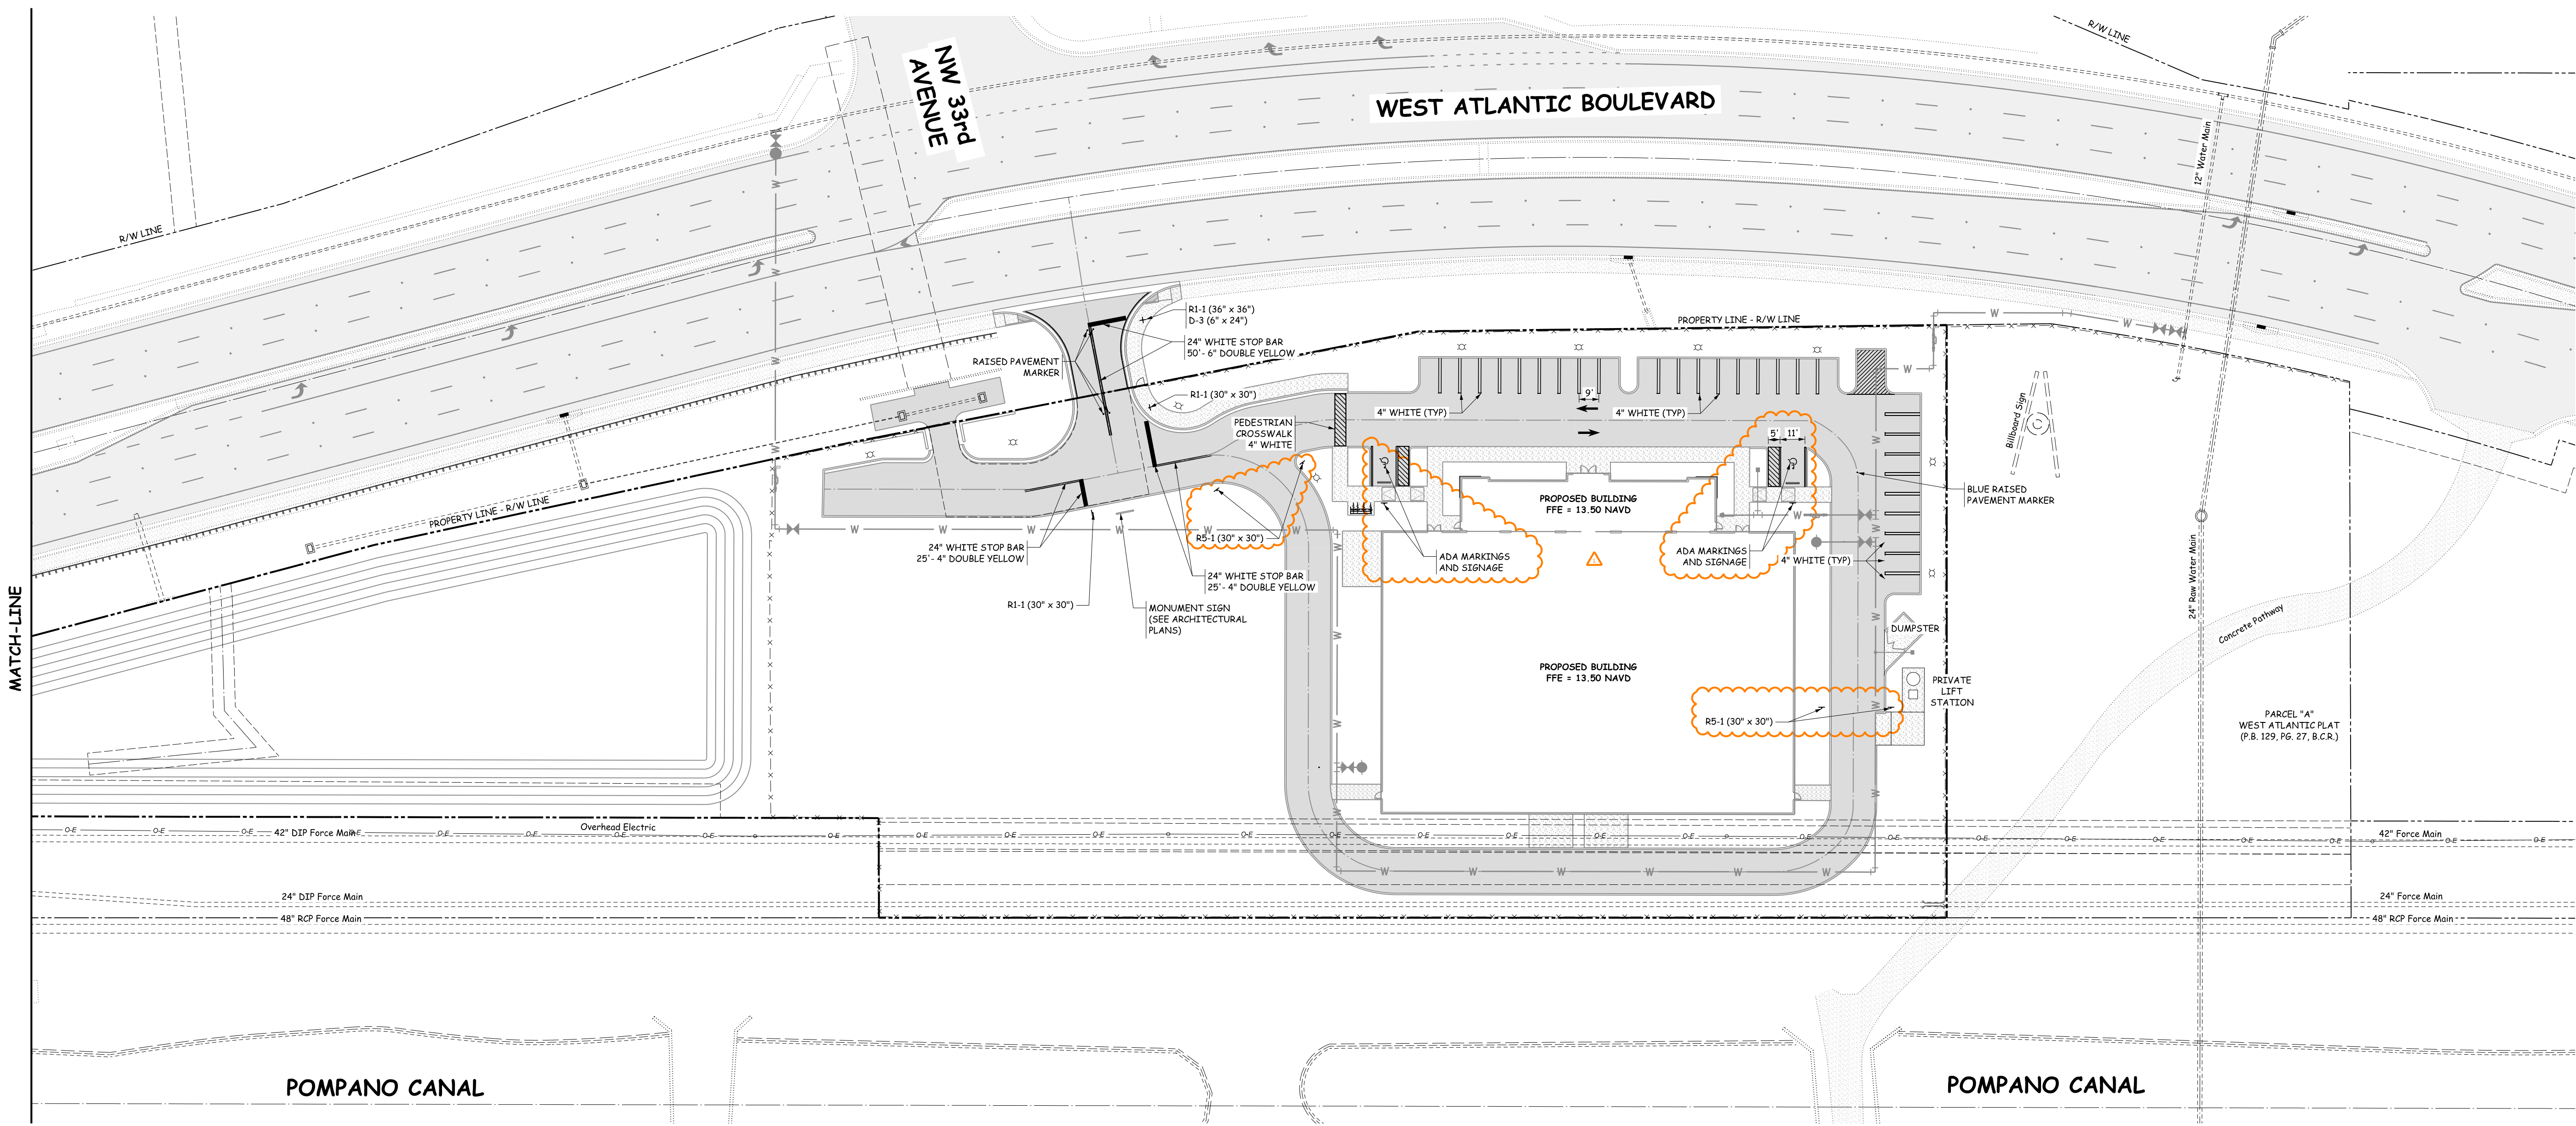 NW 33rd
AVENUE
WEST ATLANTIC BOULEVARD
R/W LINE
12" Water Main
R/W LINE
R1-1 (36" x 36")
D-3 (6" x 24")
24" WHITE STOP BAR
50'- 6" DOUBLE YELLOW
RAISED PAVEMENT
MARKER
R1-1 (30" x 30")
PROPERTY LINE - R/W LINE
PEDESTRIAN
CROSSWALK
4" WHITE
4" WHITE (TYP)
9'
4" WHITE (TYP)
5'
11'
Billboard Sign
BLUE RAISED
PAVEMENT MARKER
PROPERTY LINE - R/W LINE
PROPOSED BUILDING
FFE = 13.50 NAVD
R5-1 (30" x 30")
24" WHITE STOP BAR
25'- 4" DOUBLE YELLOW
ADA MARKINGS
AND SIGNAGE
ADA MARKINGS
AND SIGNAGE
4" WHITE (TYP)
24" WHITE STOP BAR
25'- 4" DOUBLE YELLOW
R1-1 (30" x 30")
MONUMENT SIGN
(SEE ARCHITECTURAL
PLANS)
MATCH-LINE
24" Raw Water Main
Concrete Pathway
DUMPSTER
PROPOSED BUILDING
FFE = 13.50 NAVD
PRIVATE
LIFT
STATION
R5-1 (30" x 30")
PARCEL "A"
WEST ATLANTIC PLAT
(P.B. 129, PG. 27, B.C.R.)
42" DIP Force Main
Overhead Electric
42" Force Main
24" DIP Force Main
24" Force Main
48" RCP Force Main
48" RCP Force Main
POMPANO CANAL
POMPANO CANAL